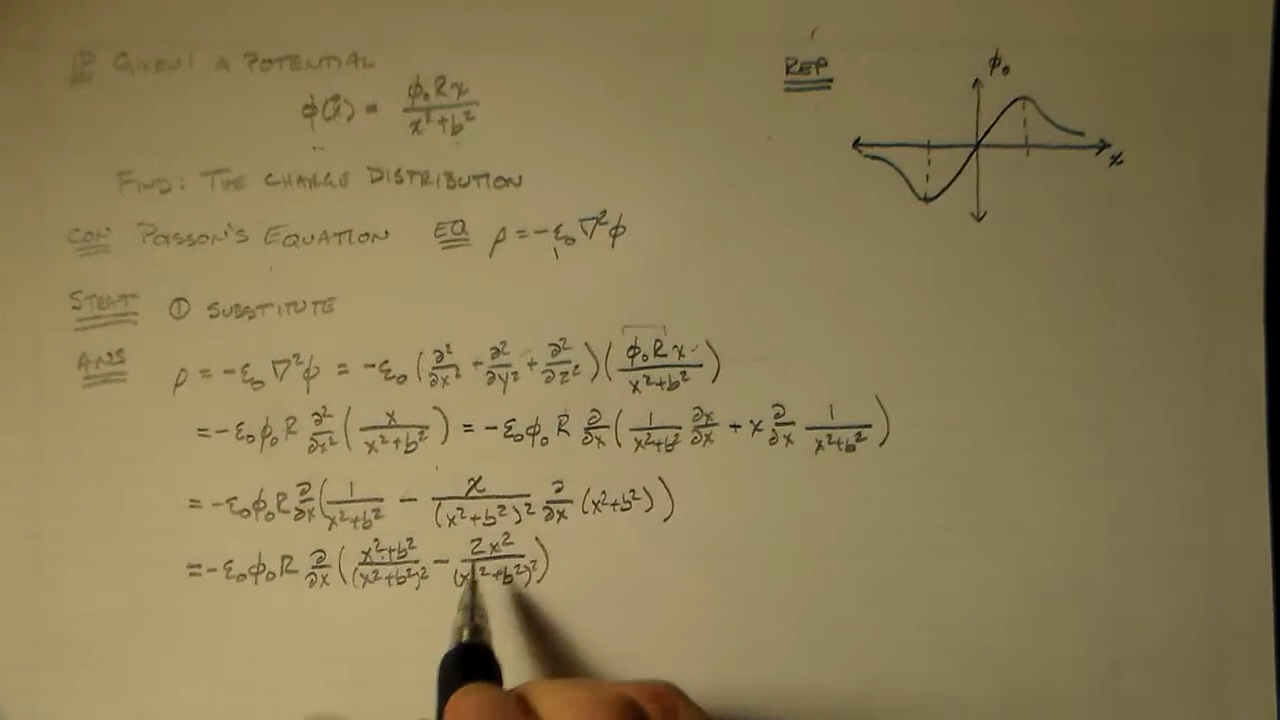 IP GIVEN: A POTENTIAL
φ(x⃗) = φ₀Rx / (x²+b²)
FIND: THE CHARGE DISTRIBUTION
CON POISSON'S EQUATION EQ ρ = -ε₀∇²φ
STRAT ① SUBSTITUTE
ANS ρ = -ε₀∇²φ = -ε₀(∂²/∂x² + ∂²/∂y² + ∂²/∂z²)(φ₀Rx / (x²+b²))
= -ε₀φ₀R ∂²/∂x² (x / (x²+b²)) = -ε₀φ₀R ∂/∂x (1/(x²+b²) ∂x/∂x + x ∂/∂x 1/(x²+b²))
= -ε₀φ₀R ∂/∂x (1/(x²+b²) - x/(x²+b²)² ∂/∂x (x²+b²))
= -ε₀φ₀R ∂/∂x ((x²+b²)/(x²+b²)² - 2x²/(x²+b²)²)
REP
φ₀
x